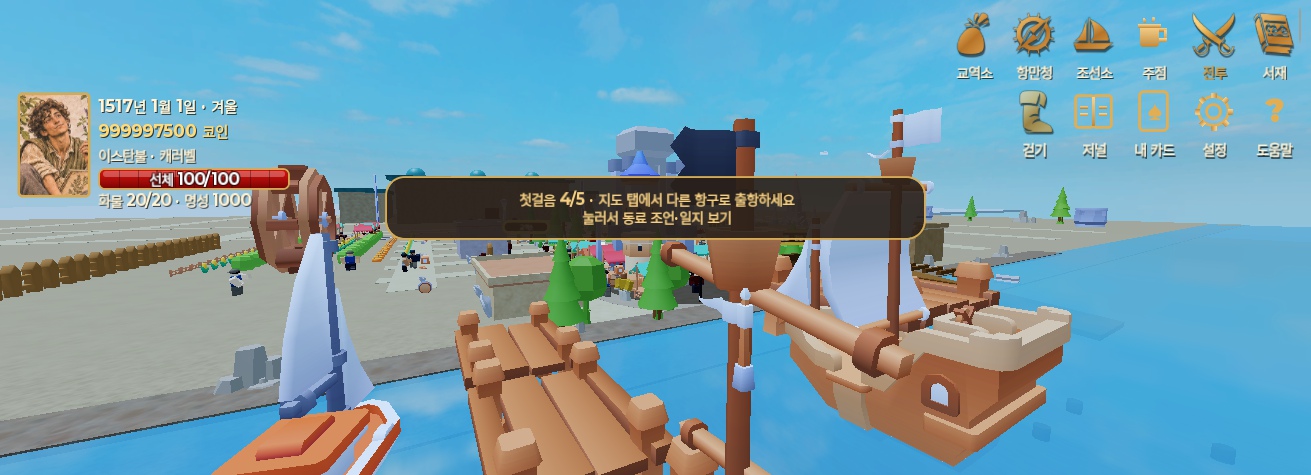 교역소 항만청 조선소 주점 전투 서재
걷기 저널 내 카드 설정 도움말
1517년 1월 1일 · 겨울
999997500 코인
이스탄불 · 캐러벨
선체 100/100
화물 20/20 · 명성 1000
첫걸음 4/5 · 지도 탭에서 다른 항구로 출항하세요
눌러서 동료 조언·일지 보기